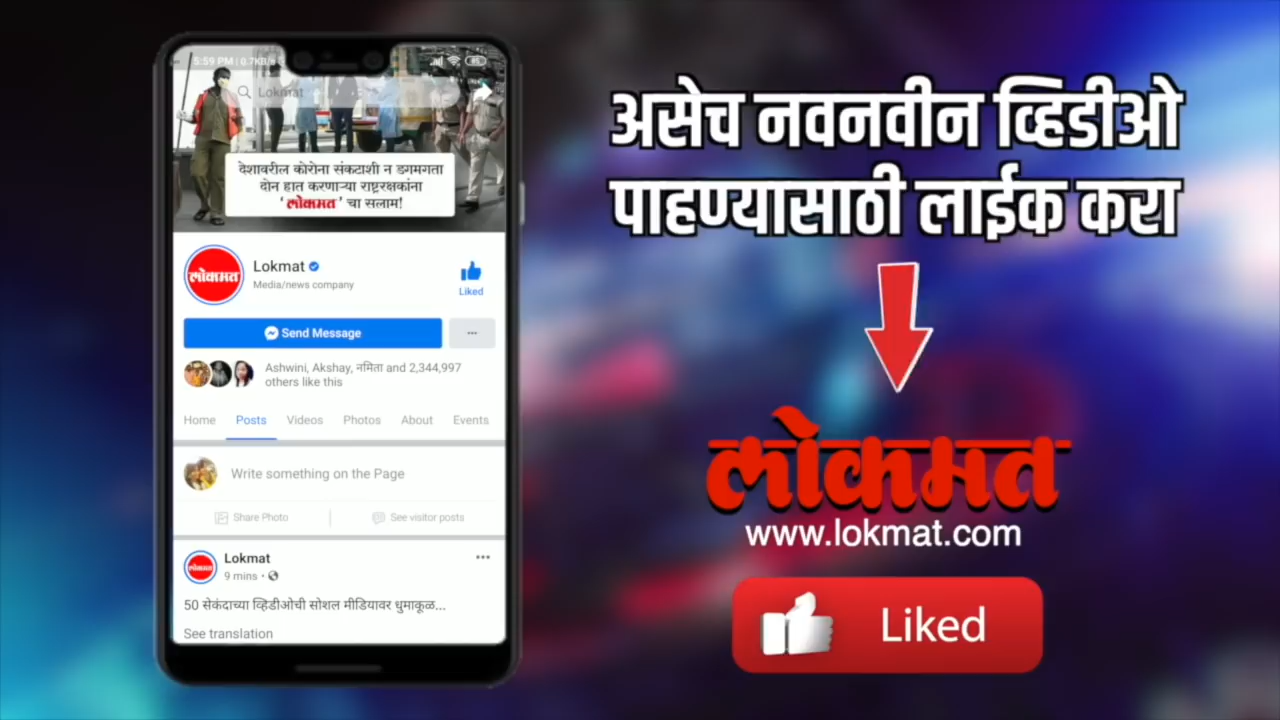 5:59 PM | 0.7KB/s
Lokmat
देशावरील कोरोना संकटाशी न डगमगता
दोन हात करणाऱ्या राष्ट्ररक्षकांना
‘लोकमत’ चा सलाम!
लोकमत
Lokmat
Media/news company
Liked
Send Message
Ashwini, Akshay, नमिता and 2,344,997
others like this
Home Posts Videos Photos About Events
Write something on the Page
Share Photo See visitor posts
लोकमत
Lokmat
9 mins
50 सेकंदाच्या व्हिडीओची सोशल मीडियावर धुमाकूळ...
See translation
असेच नवनवीन व्हिडीओ
पाहण्यासाठी लाईक करा
लोकमत
www.lokmat.com
Liked